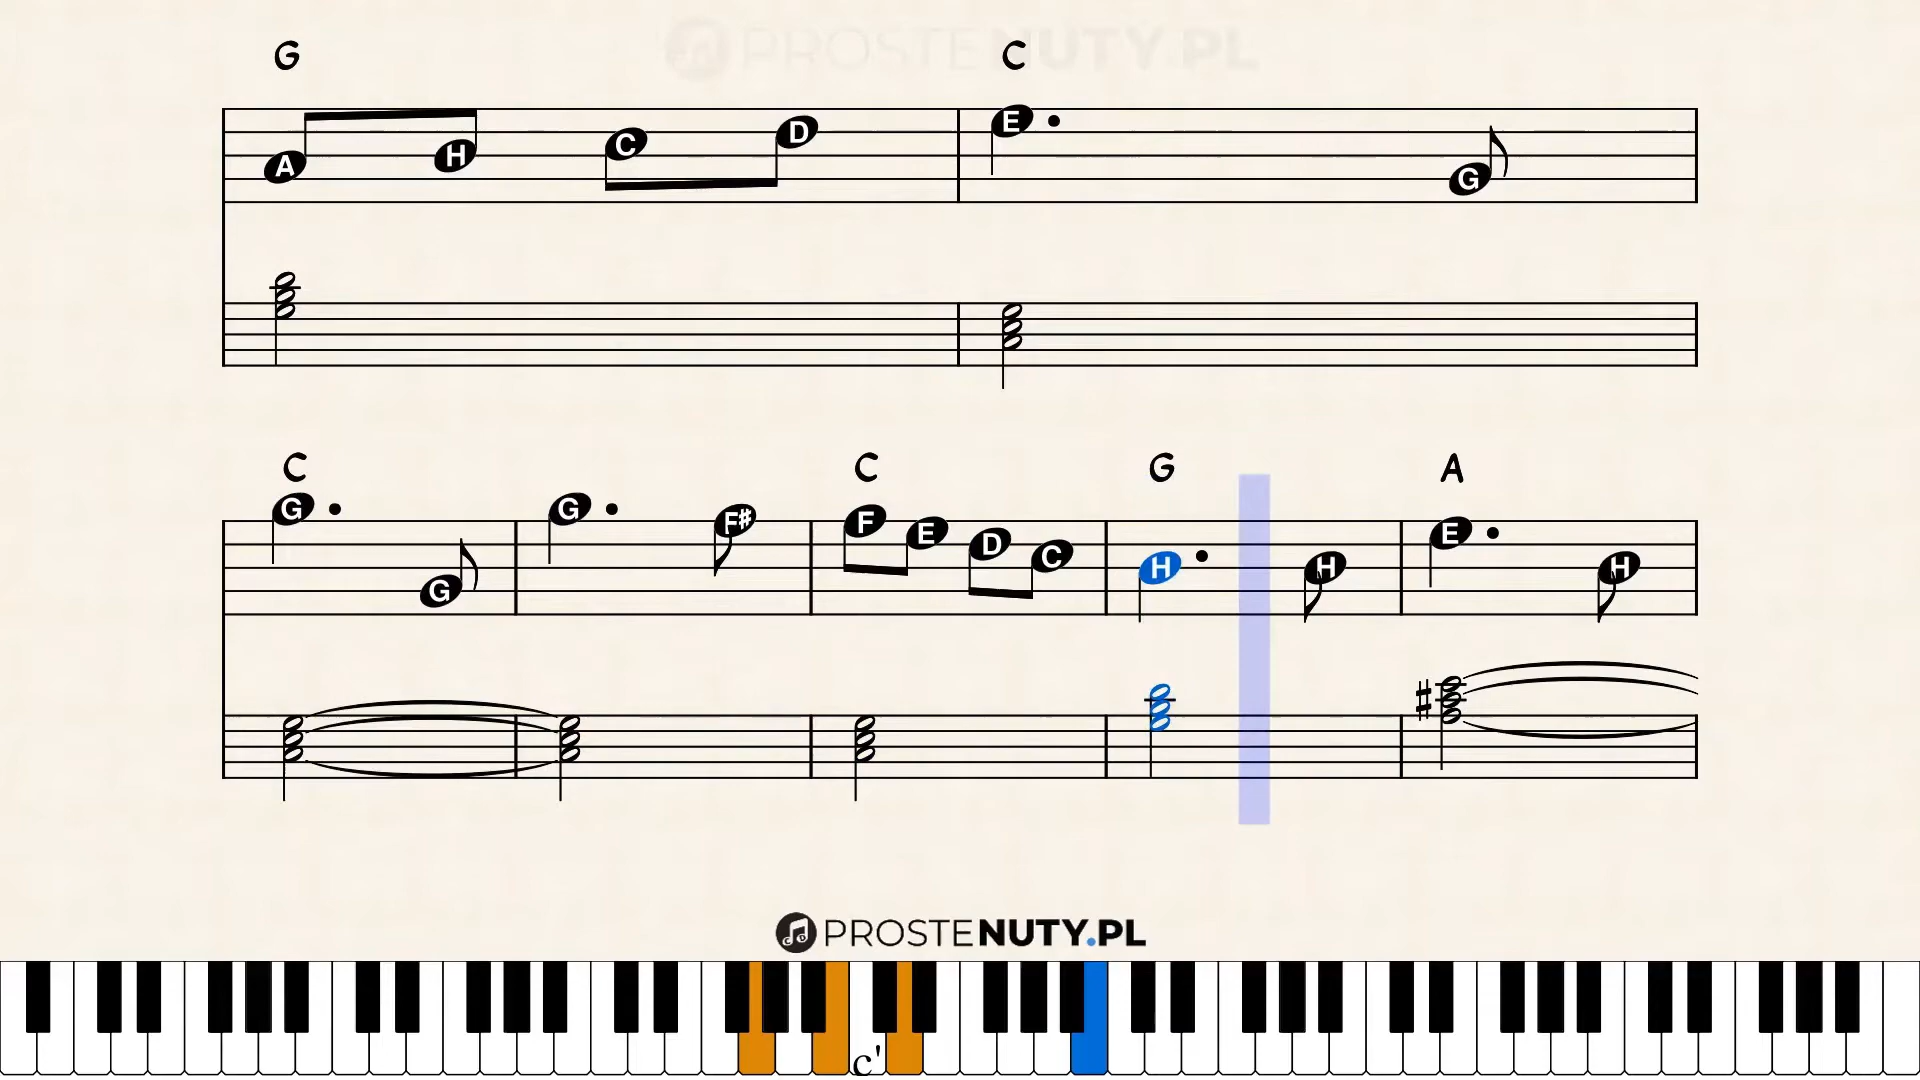 PROSTENUTY.PL
G C
A H C D E G
C C G A
G G G F# F E D C H H E H
PROSTENUTY.PL
c'